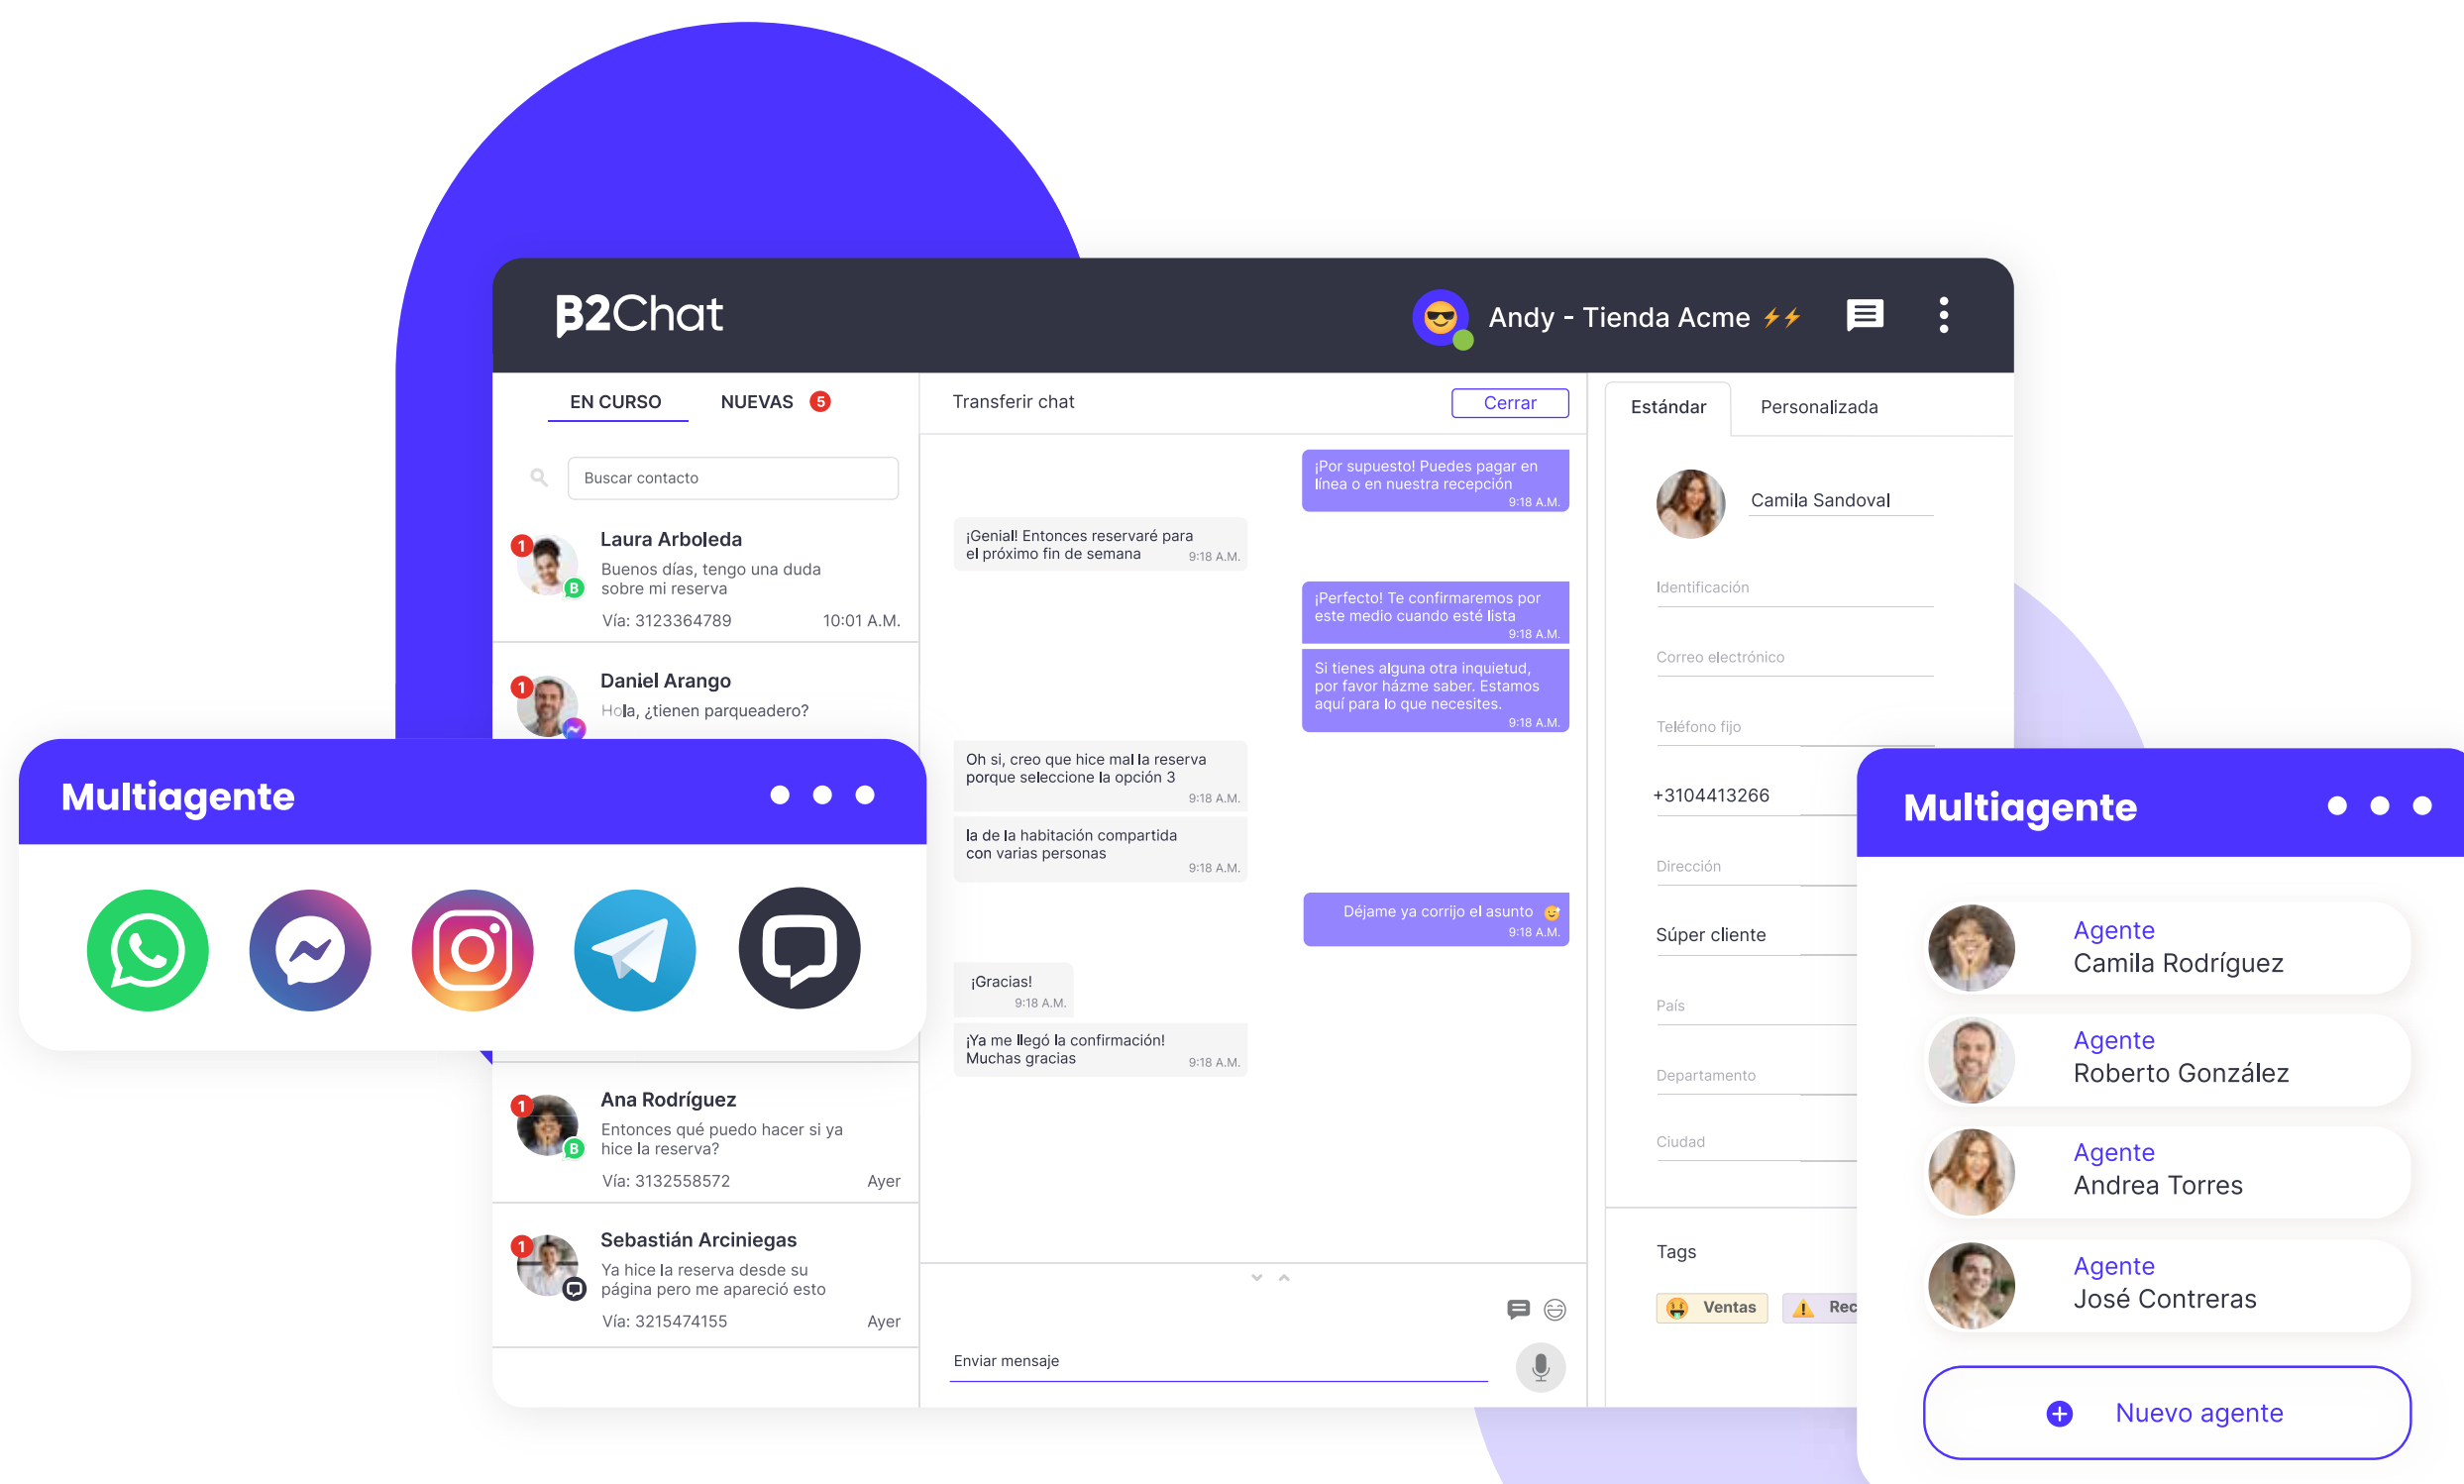 B2Chat
Andy - Tienda Acme
EN CURSO
NUEVAS 5
Buscar contacto
1
Laura Arboleda
Buenos días, tengo una duda
sobre mi reserva
B
Vía: 3123364789
10:01 A.M.
1
Daniel Arango
Hola, ¿tienen parqueadero?
Multiagente
1
Ana Rodríguez
Entonces qué puedo hacer si ya
hice la reserva?
B
Vía: 3132558572
Ayer
1
Sebastián Arciniegas
Ya hice la reserva desde su
página pero me apareció esto
Vía: 3215474155
Ayer
Transferir chat
Cerrar
¡Por supuesto! Puedes pagar en
línea o en nuestra recepción
9:18 A.M.
¡Genial! Entonces reservaré para
el próximo fin de semana
9:18 A.M.
¡Perfecto! Te confirmaremos por
este medio cuando esté lista
9:18 A.M.
Si tienes alguna otra inquietud,
por favor házme saber. Estamos
aquí para lo que necesites.
9:18 A.M.
Oh si, creo que hice mal la reserva
porque seleccione la opción 3
9:18 A.M.
la de la habitación compartida
con varias personas
9:18 A.M.
Déjame ya corrijo el asunto
9:18 A.M.
¡Gracias!
9:18 A.M.
¡Ya me llegó la confirmación!
Muchas gracias
9:18 A.M.
Enviar mensaje
Estándar
Personalizada
Camila Sandoval
Identificación
Correo electrónico
Teléfono fijo
+3104413266
Dirección
Súper cliente
País
Departamento
Ciudad
Tags
Ventas
Rec
Multiagente
Agente
Camila Rodríguez
Agente
Roberto González
Agente
Andrea Torres
Agente
José Contreras
Nuevo agente